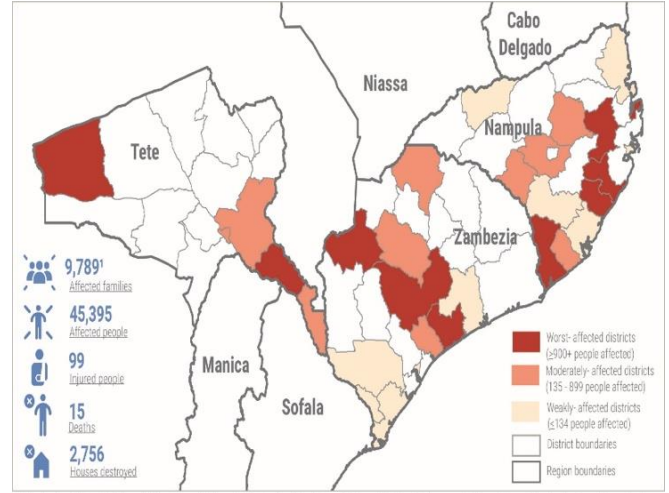 Cabo
Delgado
Niassa
Nampula
Tete
Zambezia
Manica
Sofala
9,789¹
Affected families
45,395
Affected people
99
Injured people
15
Deaths
2,756
Houses destroyed
Worst- affected districts
(≥900+ people affected)
Moderately- affected districts
(135 - 899 people affected)
Weakly- affected districts
(≤134 people affected)
District boundaries
Region boundaries